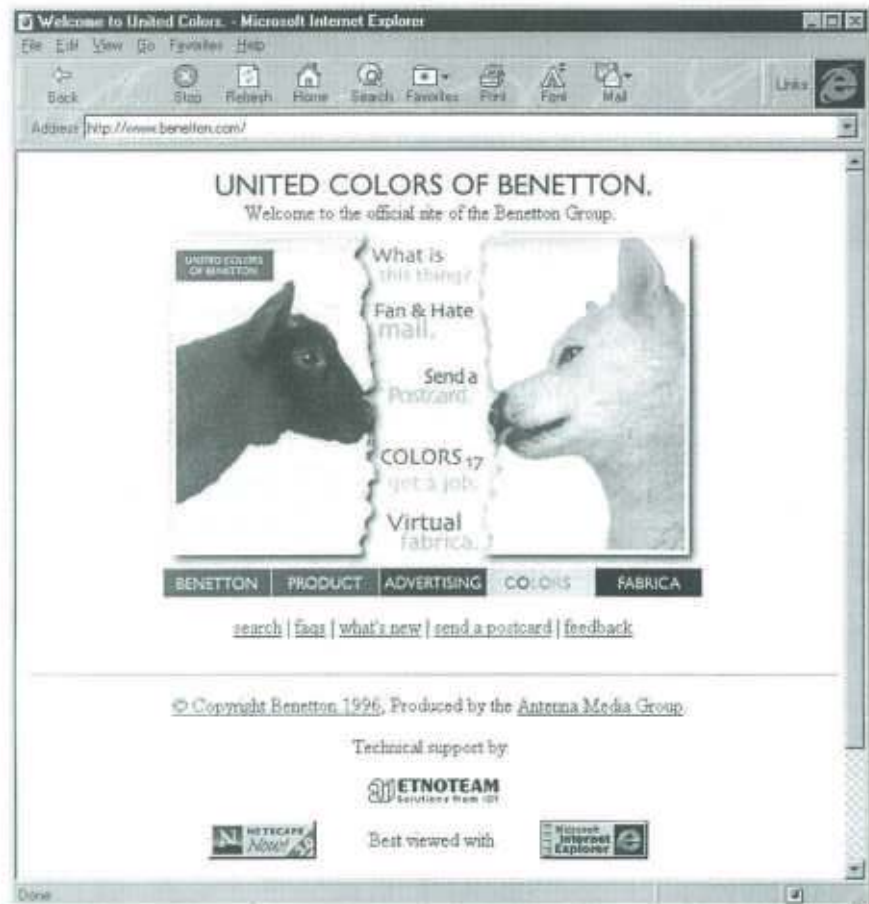 Welcome to United Colors. - Microsoft Internet Explorer
File Edit View Go Favorites Help
Back Stop Refresh Home Search Favorites Print Font Mail Links
Address http://www.benetton.com/
UNITED COLORS OF BENETTON.
Welcome to the official site of the Benetton Group.
UNITED COLORS
OF BENETTON
What is
this thing?
Fan & Hate
mail.
Send a
Postcard
COLORS 17
get a job.
Virtual
fabrica.
BENETTON PRODUCT ADVERTISING COLORS FABRICA
search | faqs | what's new | send a postcard | feedback
© Copyright Benetton 1996, Produced by the Antenna Media Group
Technical support by
ETNOTEAM
Solutions from
NETSCAPE
Now!
Best viewed with
Microsoft
Internet
Explorer
Done